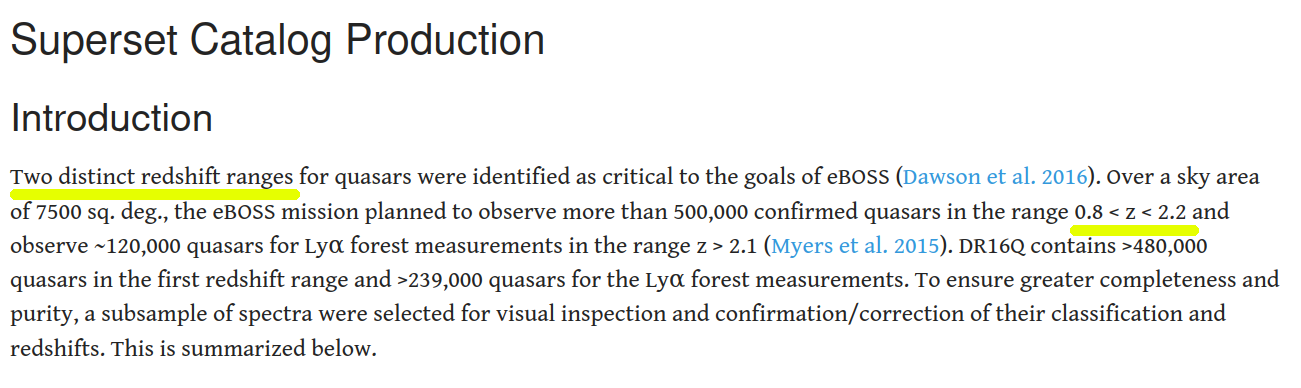 Superset Catalog Production
Introduction
Two distinct redshift ranges for quasars were identified as critical to the goals of eBOSS (Dawson et al. 2016). Over a sky area
of 7500 sq. deg., the eBOSS mission planned to observe more than 500,000 confirmed quasars in the range 0.8 < z < 2.2 and
observe ~120,000 quasars for Lyα forest measurements in the range z > 2.1 (Myers et al. 2015). DR16Q contains >480,000
quasars in the first redshift range and >239,000 quasars for the Lyα forest measurements. To ensure greater completeness and
purity, a subsample of spectra were selected for visual inspection and confirmation/correction of their classification and
redshifts. This is summarized below.